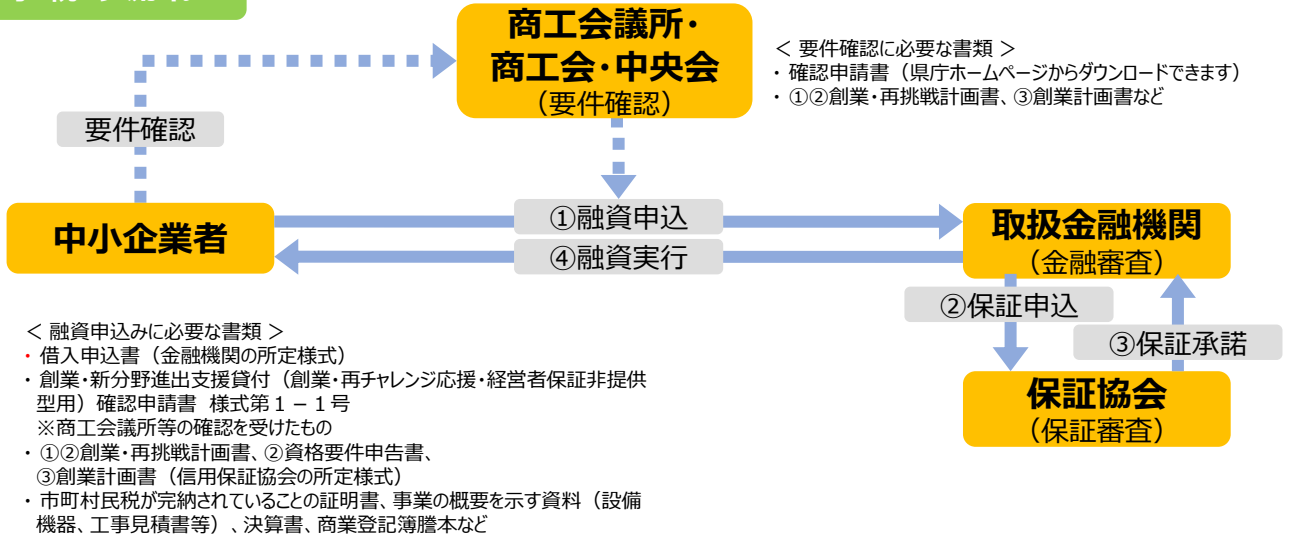 商工会議所・
商工会・中央会
（要件確認）
＜ 要件確認に必要な書類 ＞
・ 確認申請書（県庁ホームページからダウンロードできます）
・ ①②創業・再挑戦計画書、③創業計画書など
要件確認
中小企業者
①融資申込
④融資実行
取扱金融機関
（金融審査）
②保証申込
③保証承諾
保証協会
（保証審査）
＜ 融資申込みに必要な書類 ＞
・ 借入申込書（金融機関の所定様式）
・ 創業・新分野進出支援貸付（創業・再チャレンジ応援・経営者保証非提供
型用）確認申請書 様式第１－１号
※商工会議所等の確認を受けたもの
・ ①②創業・再挑戦計画書、②資格要件申告書、
③創業計画書（信用保証協会の所定様式）
・ 市町村民税が完納されていることの証明書、事業の概要を示す資料（設備
機器、工事見積書等）、決算書、商業登記簿謄本など